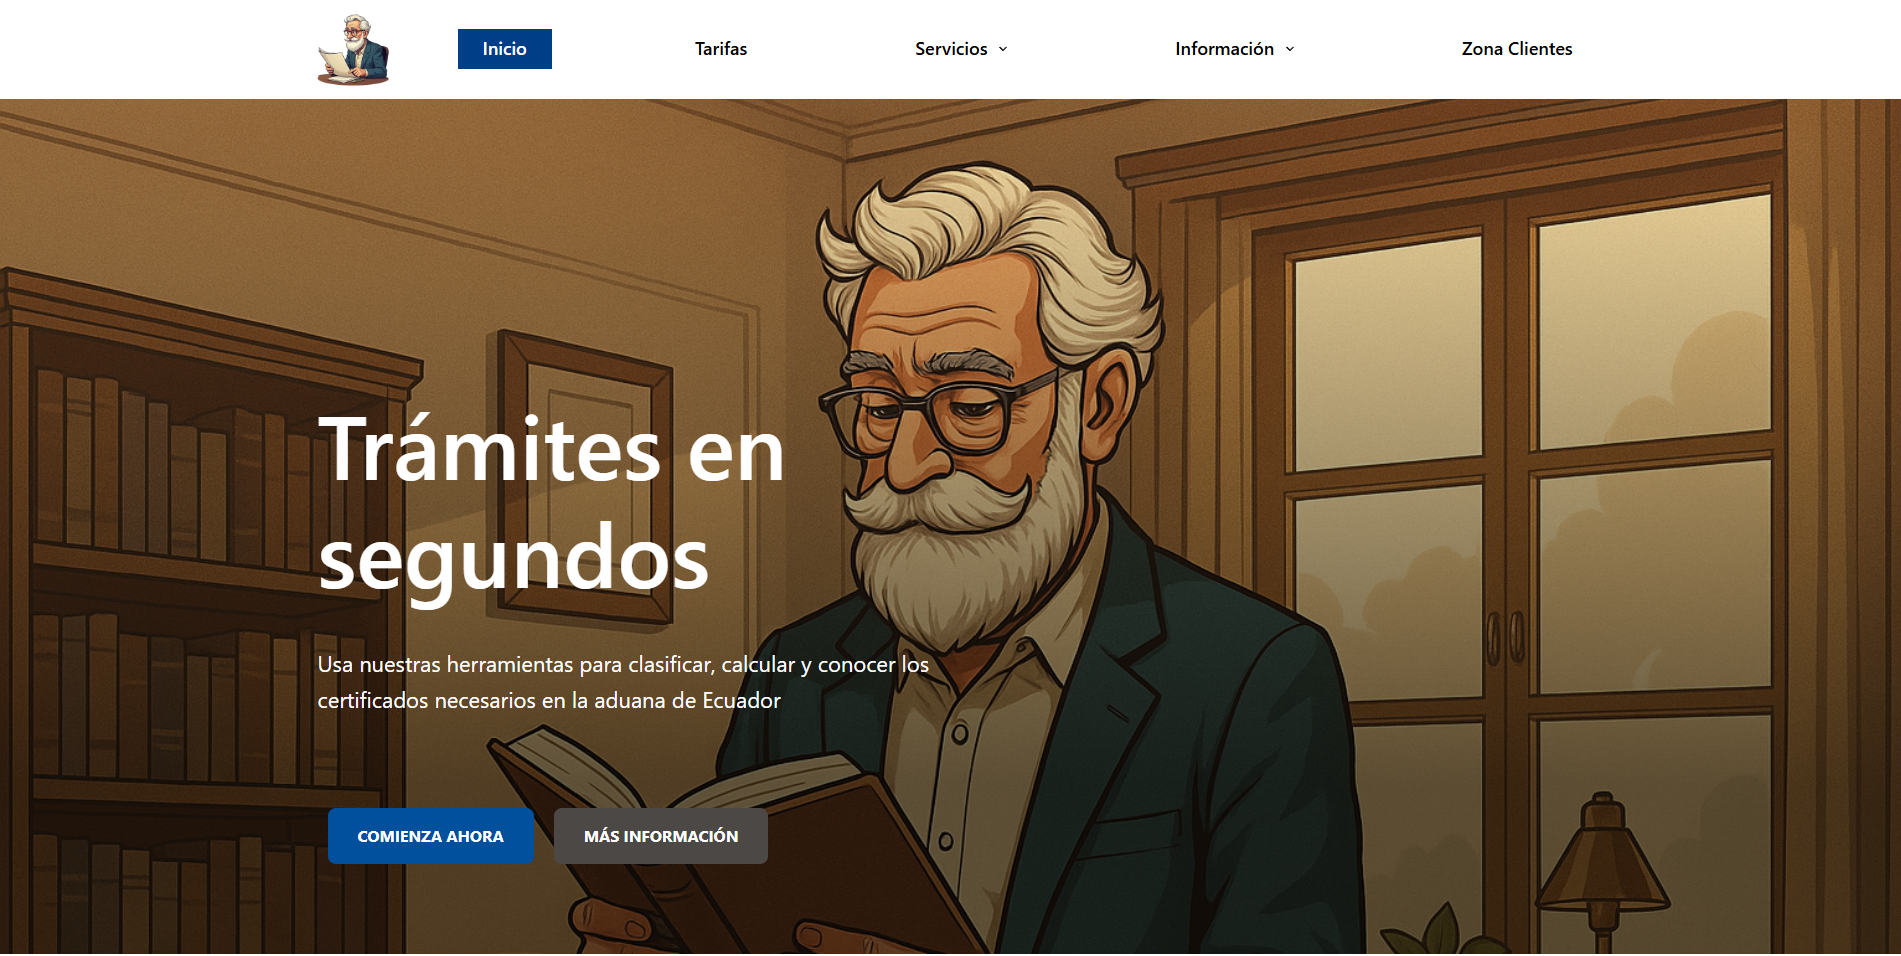 Inicio
Tarifas
Servicios
Información
Zona Clientes
Trámites en
segundos
Usa nuestras herramientas para clasificar, calcular y conocer los
certificados necesarios en la aduana de Ecuador
COMIENZA AHORA
MÁS INFORMACIÓN